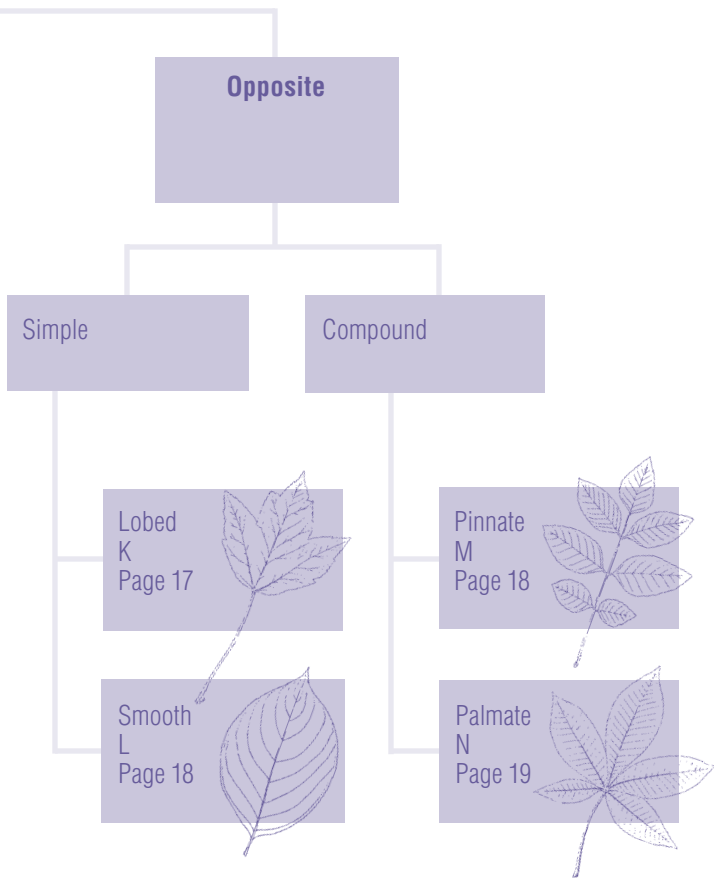 Opposite
Simple
Compound
Lobed
K
Page 17
Pinnate
M
Page 18
Smooth
L
Page 18
Palmate
N
Page 19